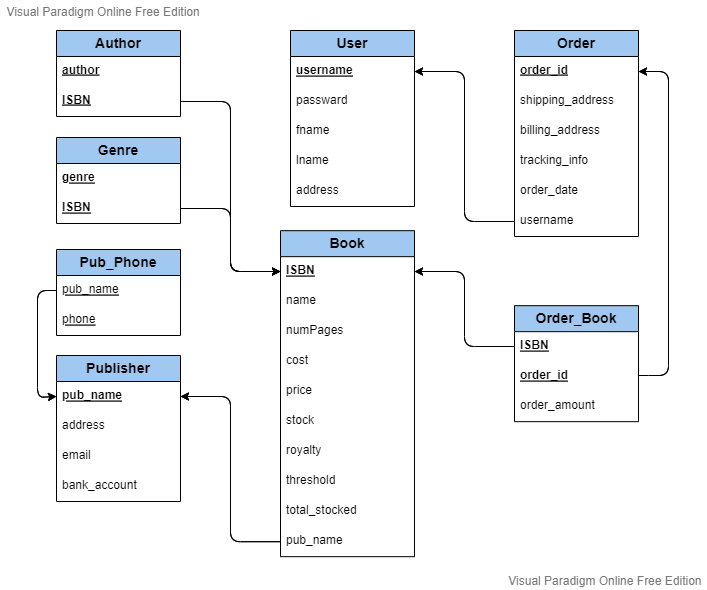 Visual Paradigm Online Free Edition
Author
author
ISBN
Genre
genre
ISBN
Pub_Phone
pub_name
phone
Publisher
pub_name
address
email
bank_account
User
username
passward
fname
lname
address
Book
ISBN
name
numPages
cost
price
stock
royalty
threshold
total_stocked
pub_name
Order
order_id
shipping_address
billing_address
tracking_info
order_date
username
Order_Book
ISBN
order_id
order_amount
Visual Paradigm Online Free Edition